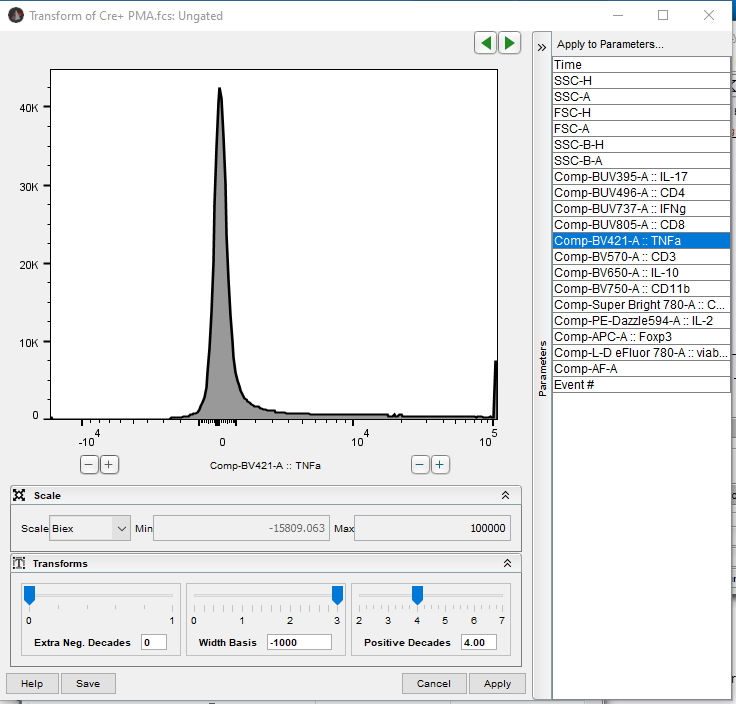 Transform of Cre+ PMA.fcs: Ungated
Apply to Parameters...
Time
SSC-H
SSC-A
FSC-H
FSC-A
SSC-B-H
SSC-B-A
Comp-BUV395-A :: IL-17
Comp-BUV496-A :: CD4
Comp-BUV737-A :: IFNg
Comp-BUV805-A :: CD8
Comp-BV421-A :: TNFa
Comp-BV570-A :: CD3
Comp-BV650-A :: IL-10
Comp-BV750-A :: CD11b
Comp-Super Bright 780-A :: C...
Comp-PE-Dazzle594-A :: IL-2
Comp-APC-A :: Foxp3
Comp-L-D eFluor 780-A :: viab...
Comp-AF-A
Event #
Parameters
40K
30K
20K
10K
0
-10 4
0
10 4
10 5
Comp-BV421-A :: TNFa
Scale
Scale Biex Min -15809.063 Max 100000
Transforms
0 1
0 1 2 3
2 3 4 5 6 7
Extra Neg. Decades 0
Width Basis -1000
Positive Decades 4.00
Help Save Cancel Apply